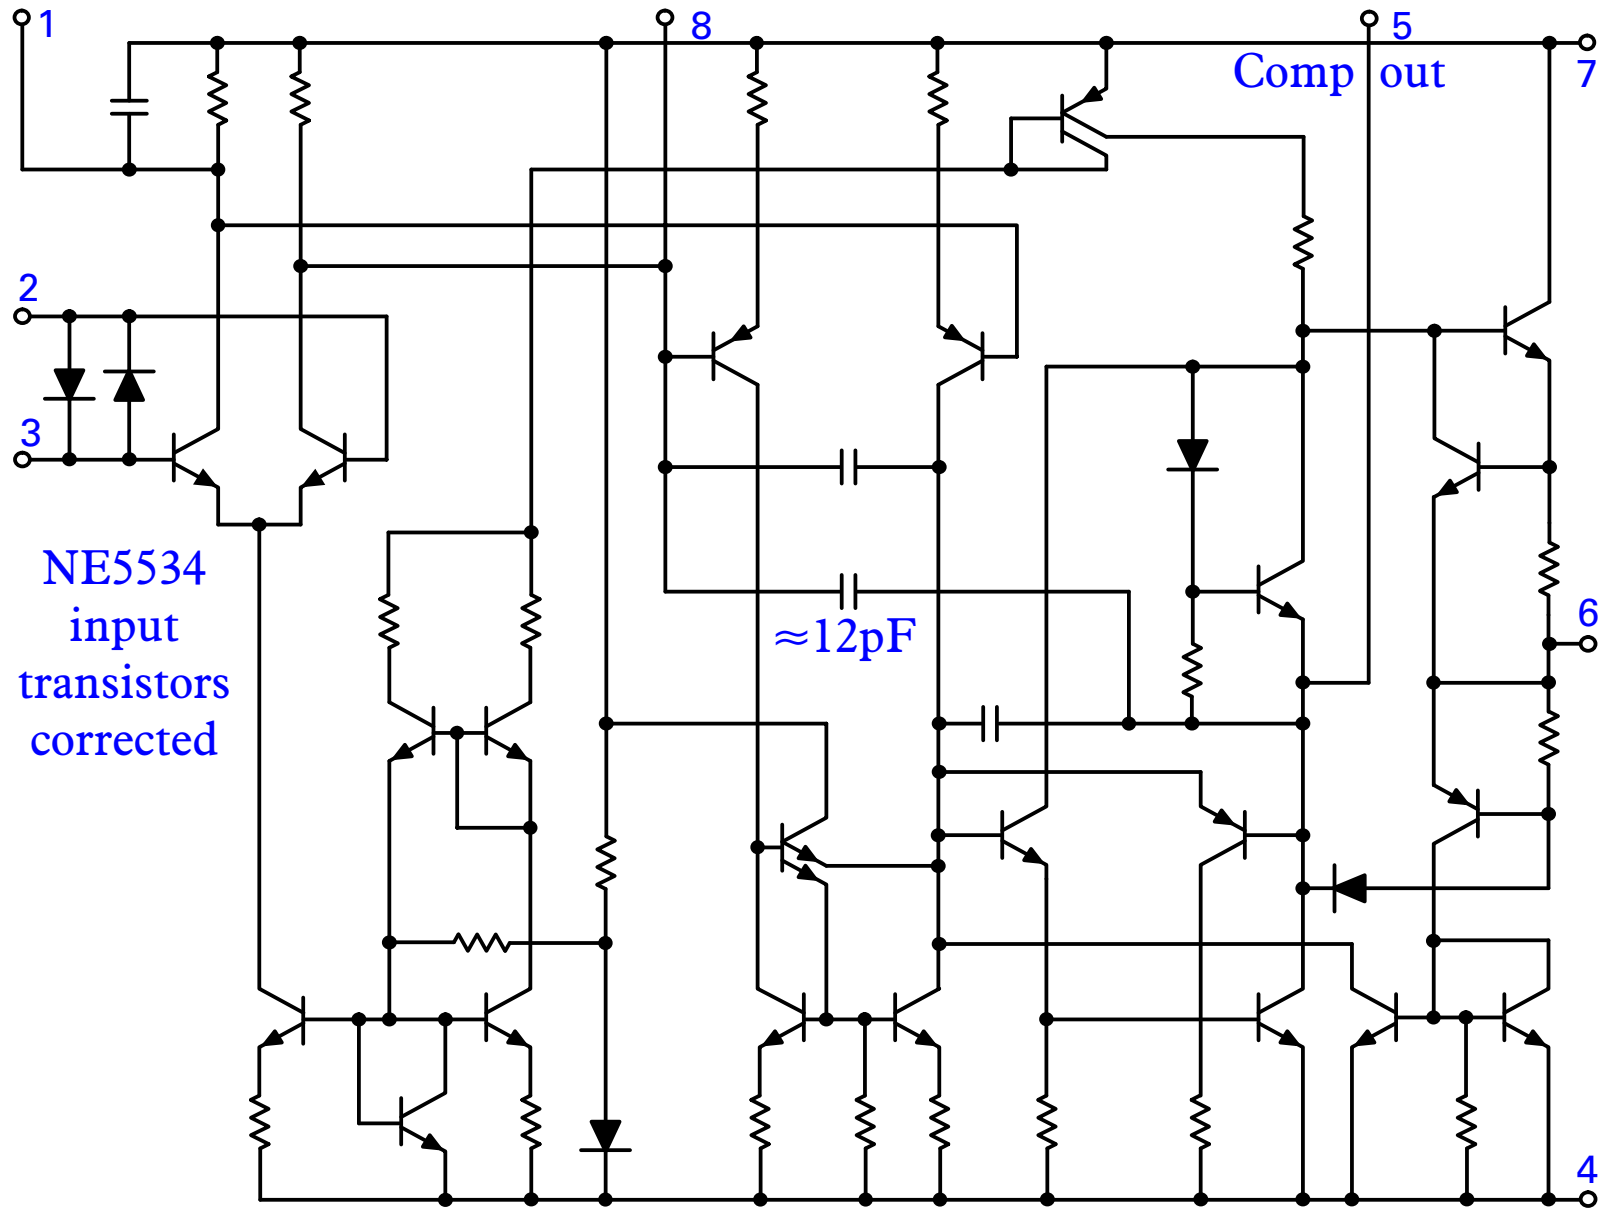 1
8
5
Comp out
7
2
3
NE5534
input
transistors
corrected
≈12pF
6
4